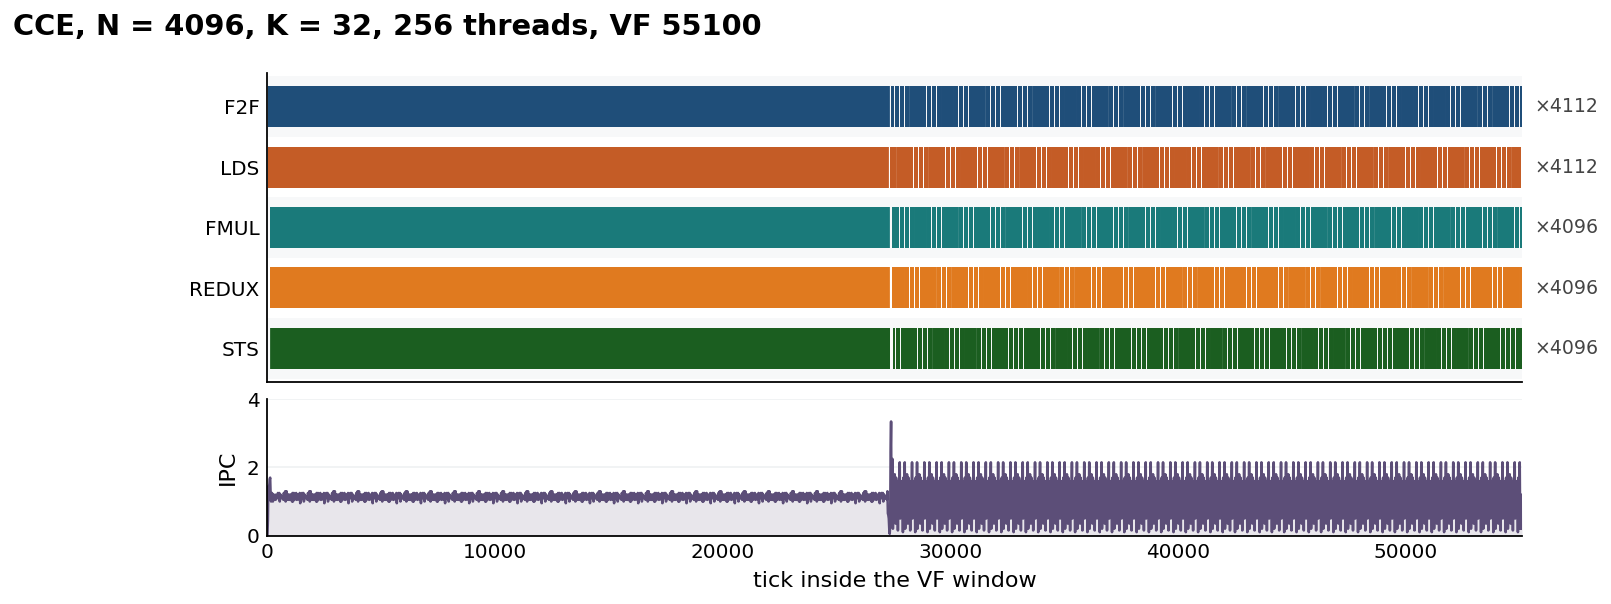 CCE, N = 4096, K = 32, 256 threads, VF 55100
F2F ×4112
LDS ×4112
FMUL ×4096
REDUX ×4096
STS ×4096
4
2
0
IPC
0 10000 20000 30000 40000 50000
tick inside the VF window